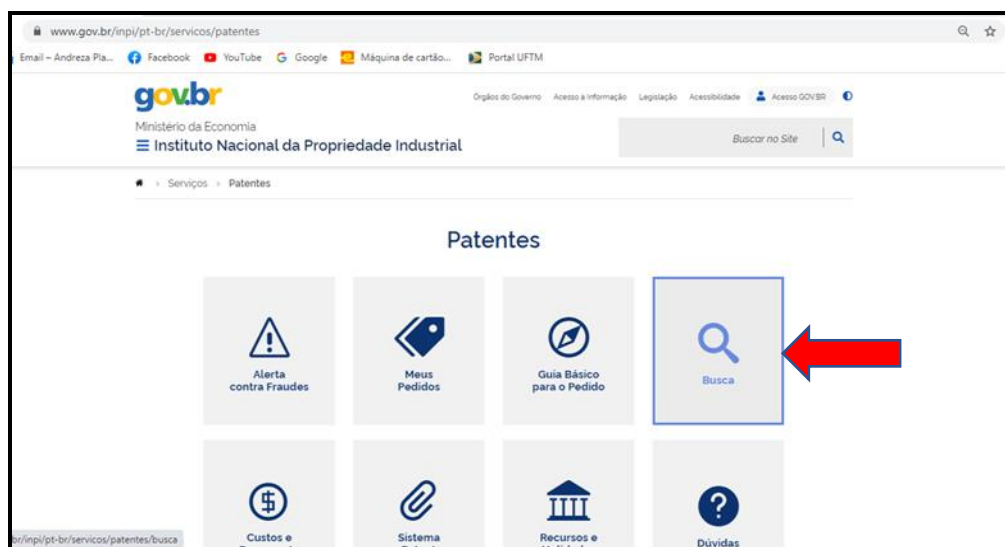 www.gov.br/inpi/pt-br/servicos/patentes
Email – Andreza Pla... Facebook YouTube Google Máquina de cartão... Portal UFTM
gov.br
Órgãos do Governo Acesso à Informação Legislação Acessibilidade Acesso GOV.BR
Ministério da Economia
Instituto Nacional da Propriedade Industrial
Buscar no Site
Serviços > Patentes
Patentes
Alerta
contra Fraudes
Meus
Pedidos
Guia Básico
para o Pedido
Busca
Custos e
Sistema
Recursos e
Dúvidas
br/inpi/pt-br/servicos/patentes/busca